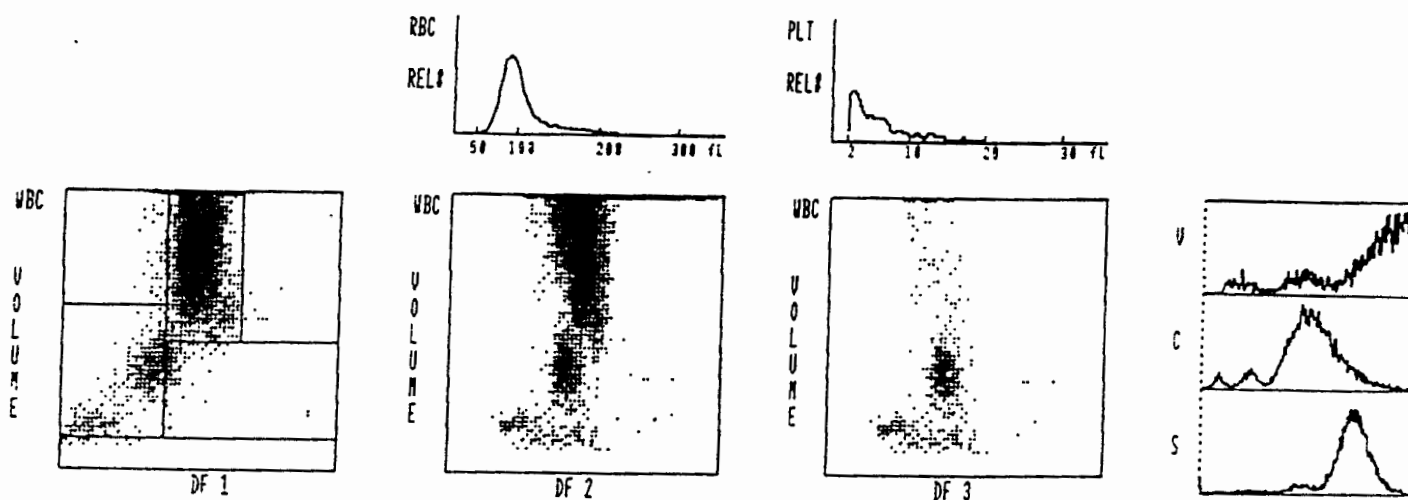 RBC
REL#
50 100 200 300 fl
PLT
REL#
2 10 20 30 fl
WBC
VOLUME
DF 1
WBC
VOLUME
DF 2
WBC
VOLUME
DF 3
V
C
S